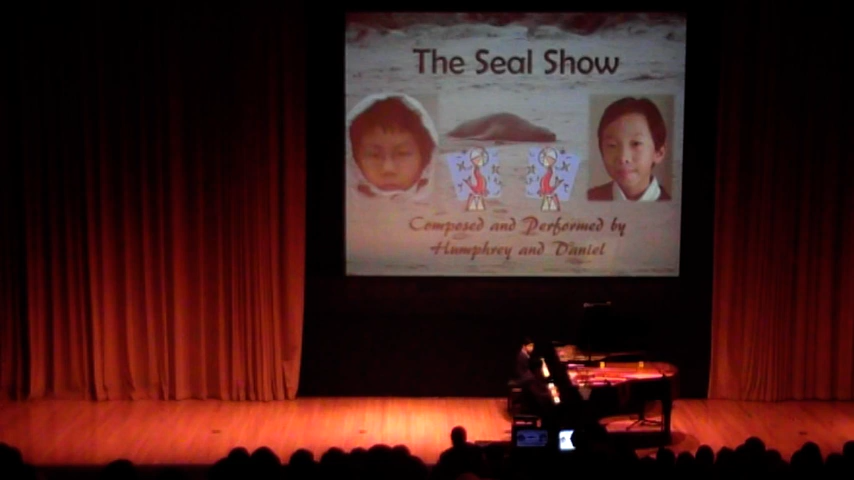 The Seal Show
Composed and Performed by
Humphrey and Daniel